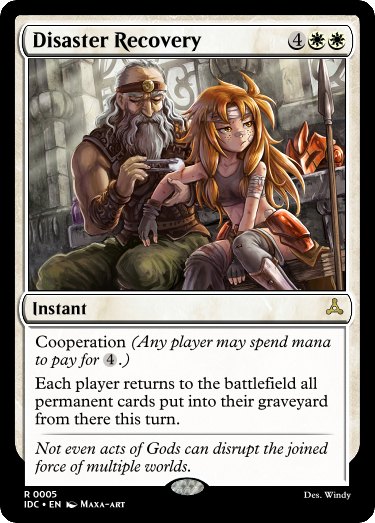 Disaster Recovery 4
Instant
Cooperation (Any player may spend mana
to pay for 4.)
Each player returns to the battlefield all
permanent cards put into their graveyard
from there this turn.
Not even acts of Gods can disrupt the joined
force of multiple worlds.
R 0005
IDC • EN Maxa-art
Des. Windy